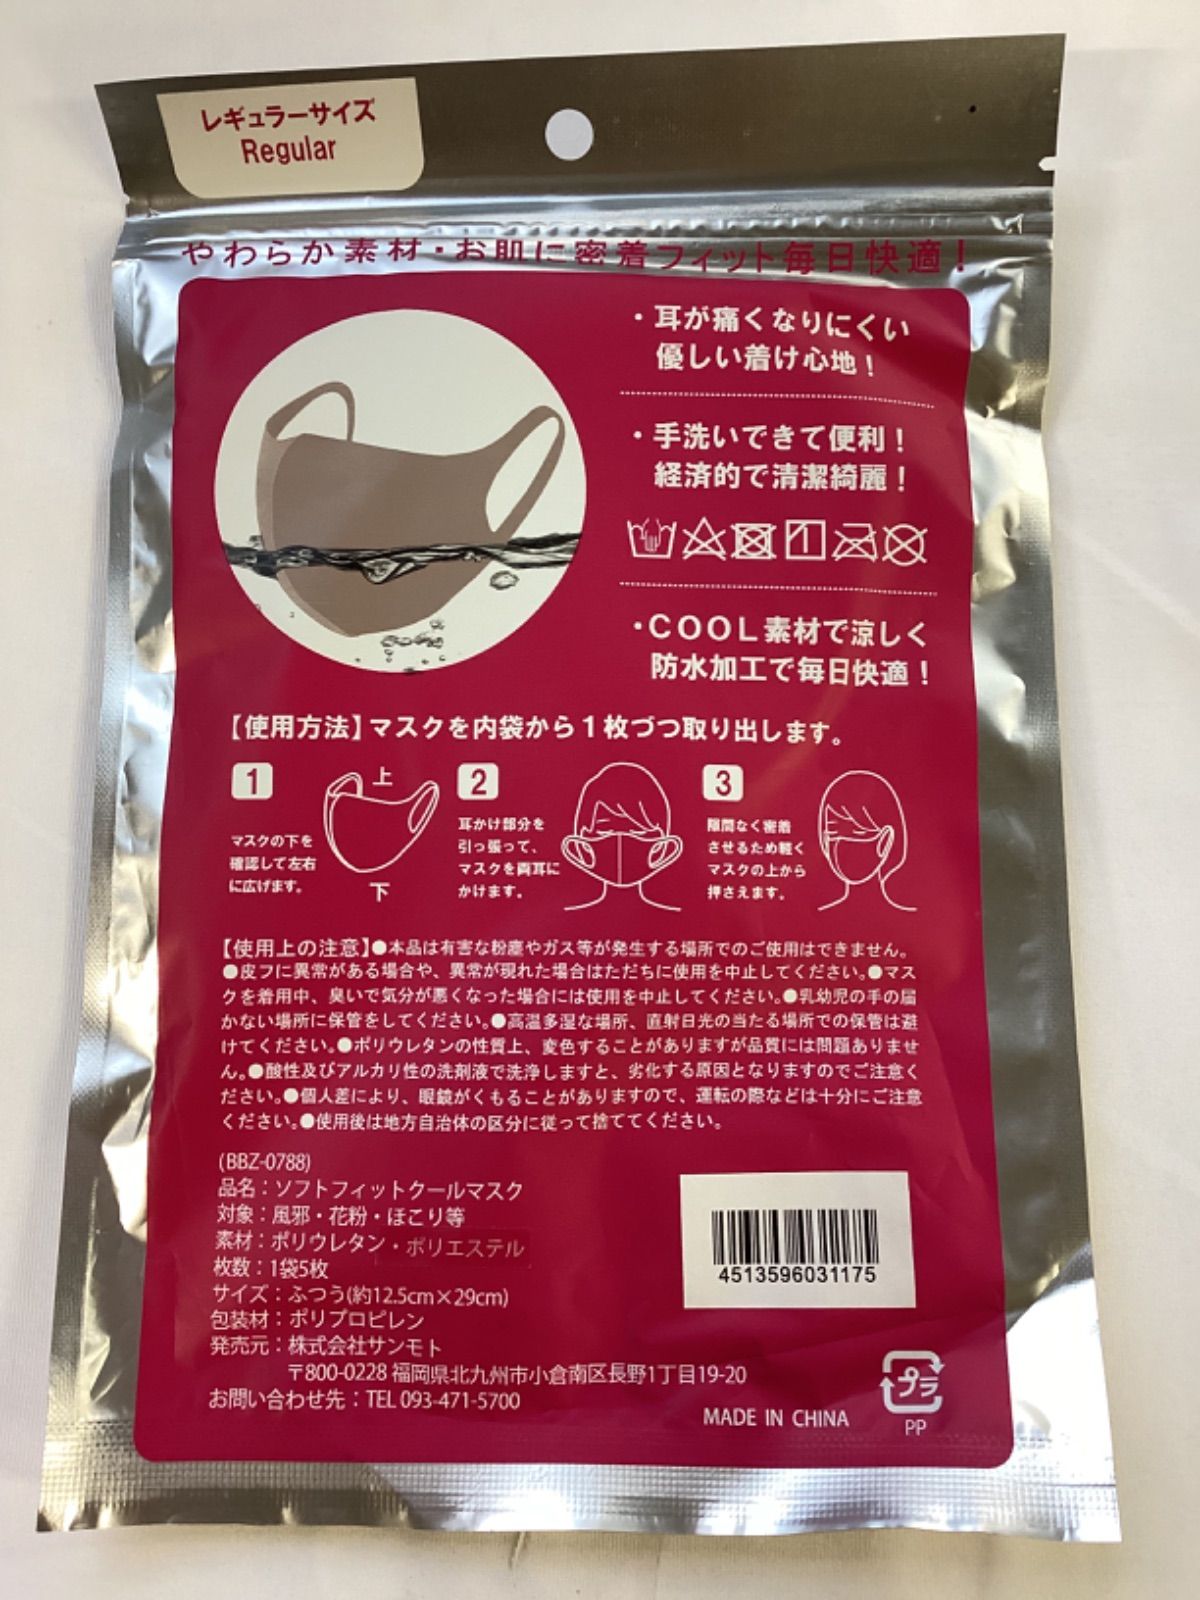 レギュラーサイズ
Regular
やわらか素材・お肌に密着フィット毎日快適！
・耳が痛くなりにくい
優しい着け心地！
・手洗いできて便利！
経済的で清潔綺麗！
・COOL素材で涼しく
防水加工で毎日快適！
【使用方法】マスクを内袋から１枚づつ取り出します。
1
上
下
マスクの下を
確認して左右
に広げます。
2
耳かけ部分を
引っ張って、
マスクを両耳に
かけます。
3
隙間なく密着
させるため軽く
マスクの上から
押さえます。
【使用上の注意】●本品は有害な粉塵やガス等が発生する場所でのご使用はできません。
●皮フに異常がある場合や、異常が現れた場合はただちに使用を中止してください。●マス
クを着用中、臭いで気分が悪くなった場合には使用を中止してください。●乳幼児の手の届
かない場所に保管をしてください。●高温多湿な場所、直射日光の当たる場所での保管は避
けてください。●ポリウレタンの性質上、変色することがありますが品質には問題ありませ
ん。●酸性及びアルカリ性の洗剤液で洗浄しますと、劣化する原因となりますのでご注意く
ださい。●個人差により、眼鏡がくもることがありますので、運転の際などは十分にご注意
ください。●使用後は地方自治体の区分に従って捨ててください。
(BBZ-0788)
品名：ソフトフィットクールマスク
対象：風邪・花粉・ほこり等
素材：ポリウレタン・ポリエステル
枚数：1袋5枚
サイズ：ふつう(約12.5cm×29cm)
包装材：ポリプロピレン
発売元：株式会社サンモト
〒800-0228 福岡県北九州市小倉南区長野1丁目19-20
お問い合わせ先：TEL 093-471-5700
4513596031175
MADE IN CHINA
プラ
PP